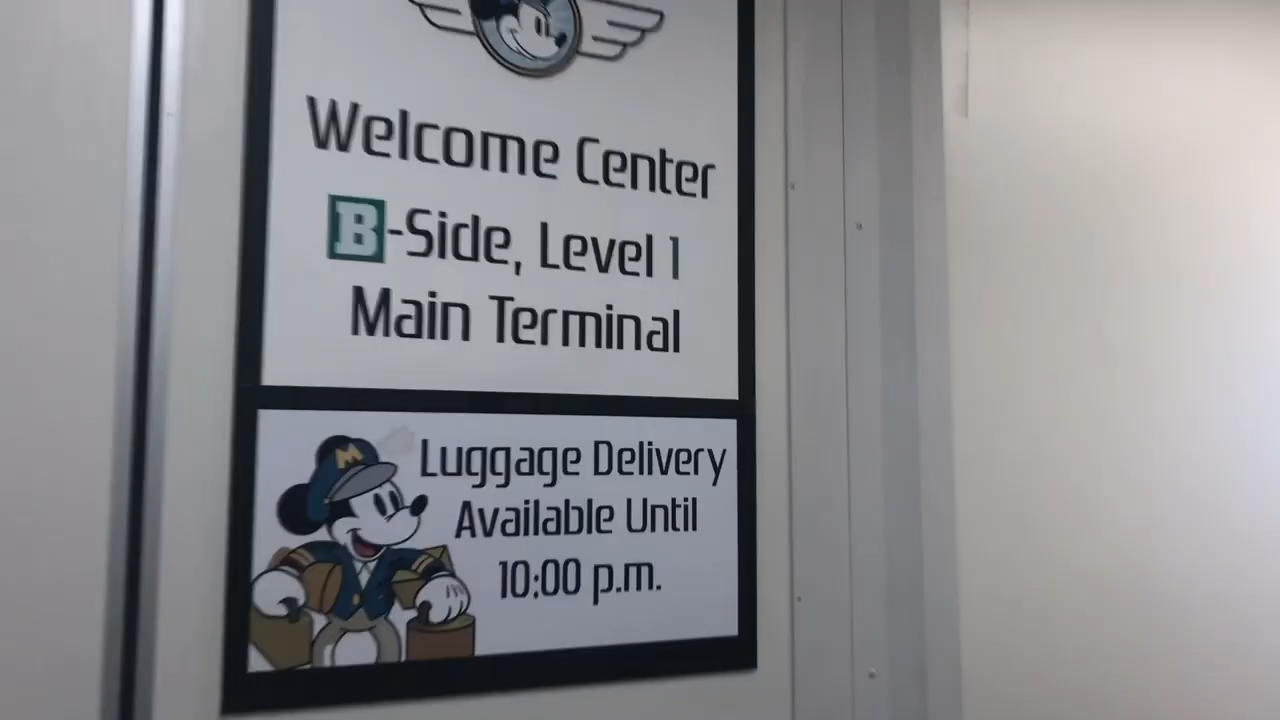 Welcome Center
B-Side, Level 1
Main Terminal
Luggage Delivery
Available Until
10:00 p.m.
M